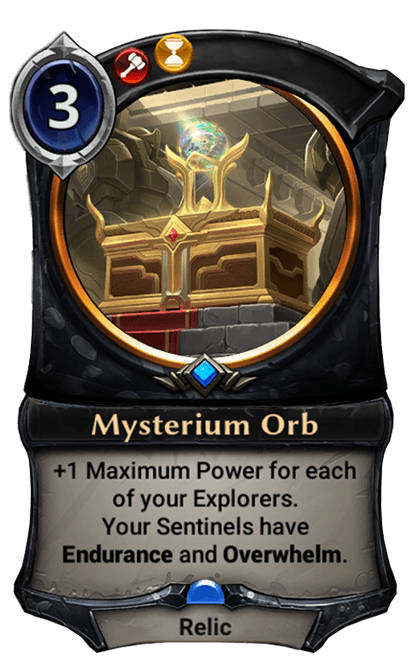 3
Mysterium Orb
+1 Maximum Power for each
of your Explorers.
Your Sentinels have
Endurance and Overwhelm.
Relic